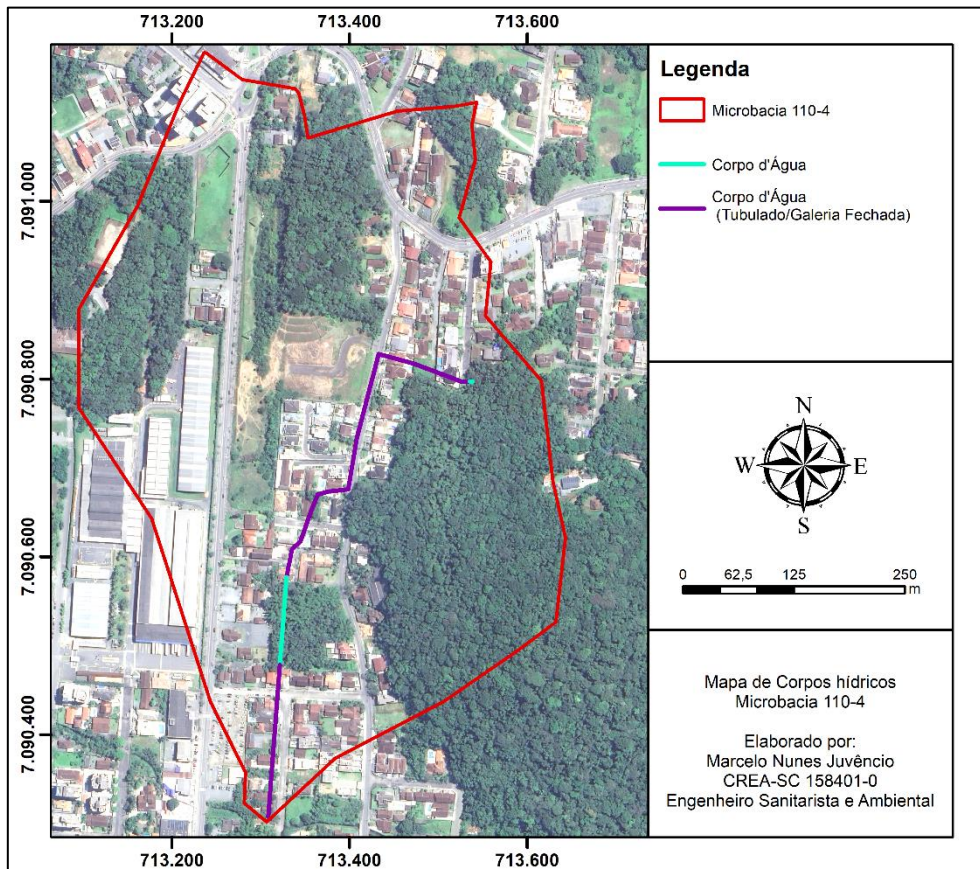 713.200 713.400 713.600
7.091.000
7.090.800
7.090.600
7.090.400
713.200 713.400 713.600
Legenda
Microbacia 110-4
Corpo d'Água
Corpo d'Água
(Tubulado/Galeria Fechada)
N
W E
S
0 62,5 125 250
m
Mapa de Corpos hídricos
Microbacia 110-4
Elaborado por:
Marcelo Nunes Juvêncio
CREA-SC 158401-0
Engenheiro Sanitarista e Ambiental